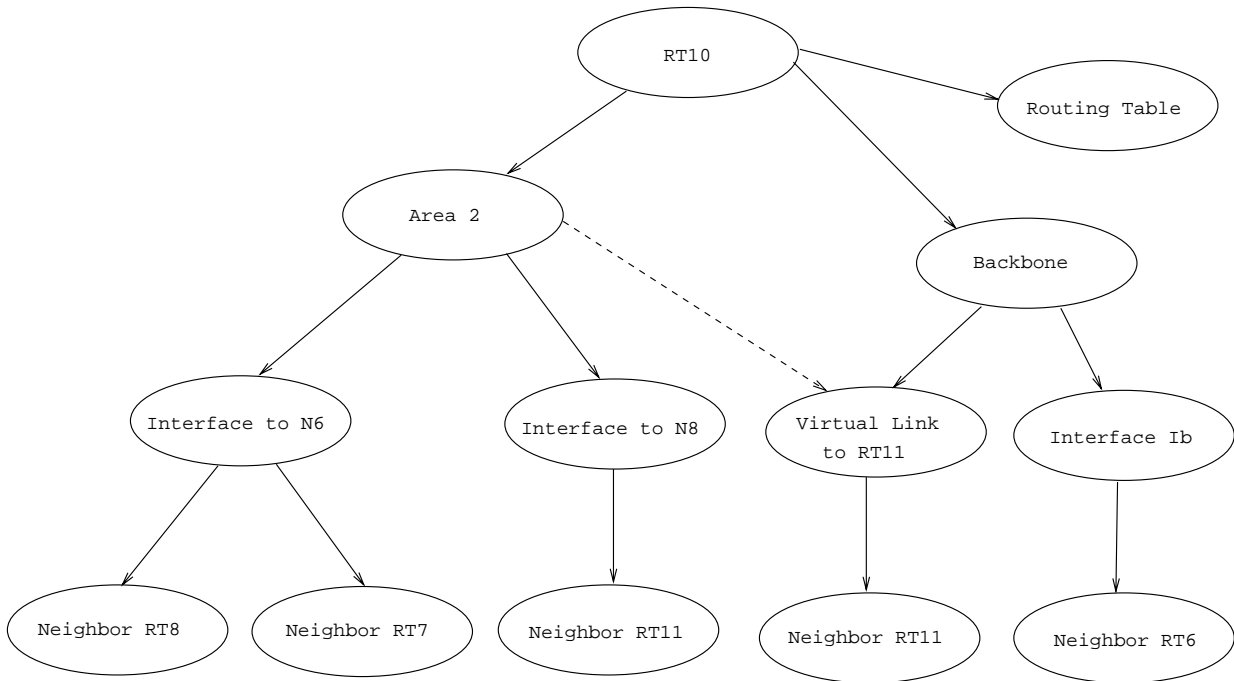 RT10
Routing Table
Area 2
Backbone
Interface to N6
Interface to N8
Virtual Link
to RT11
Interface Ib
Neighbor RT8
Neighbor RT7
Neighbor RT11
Neighbor RT11
Neighbor RT6